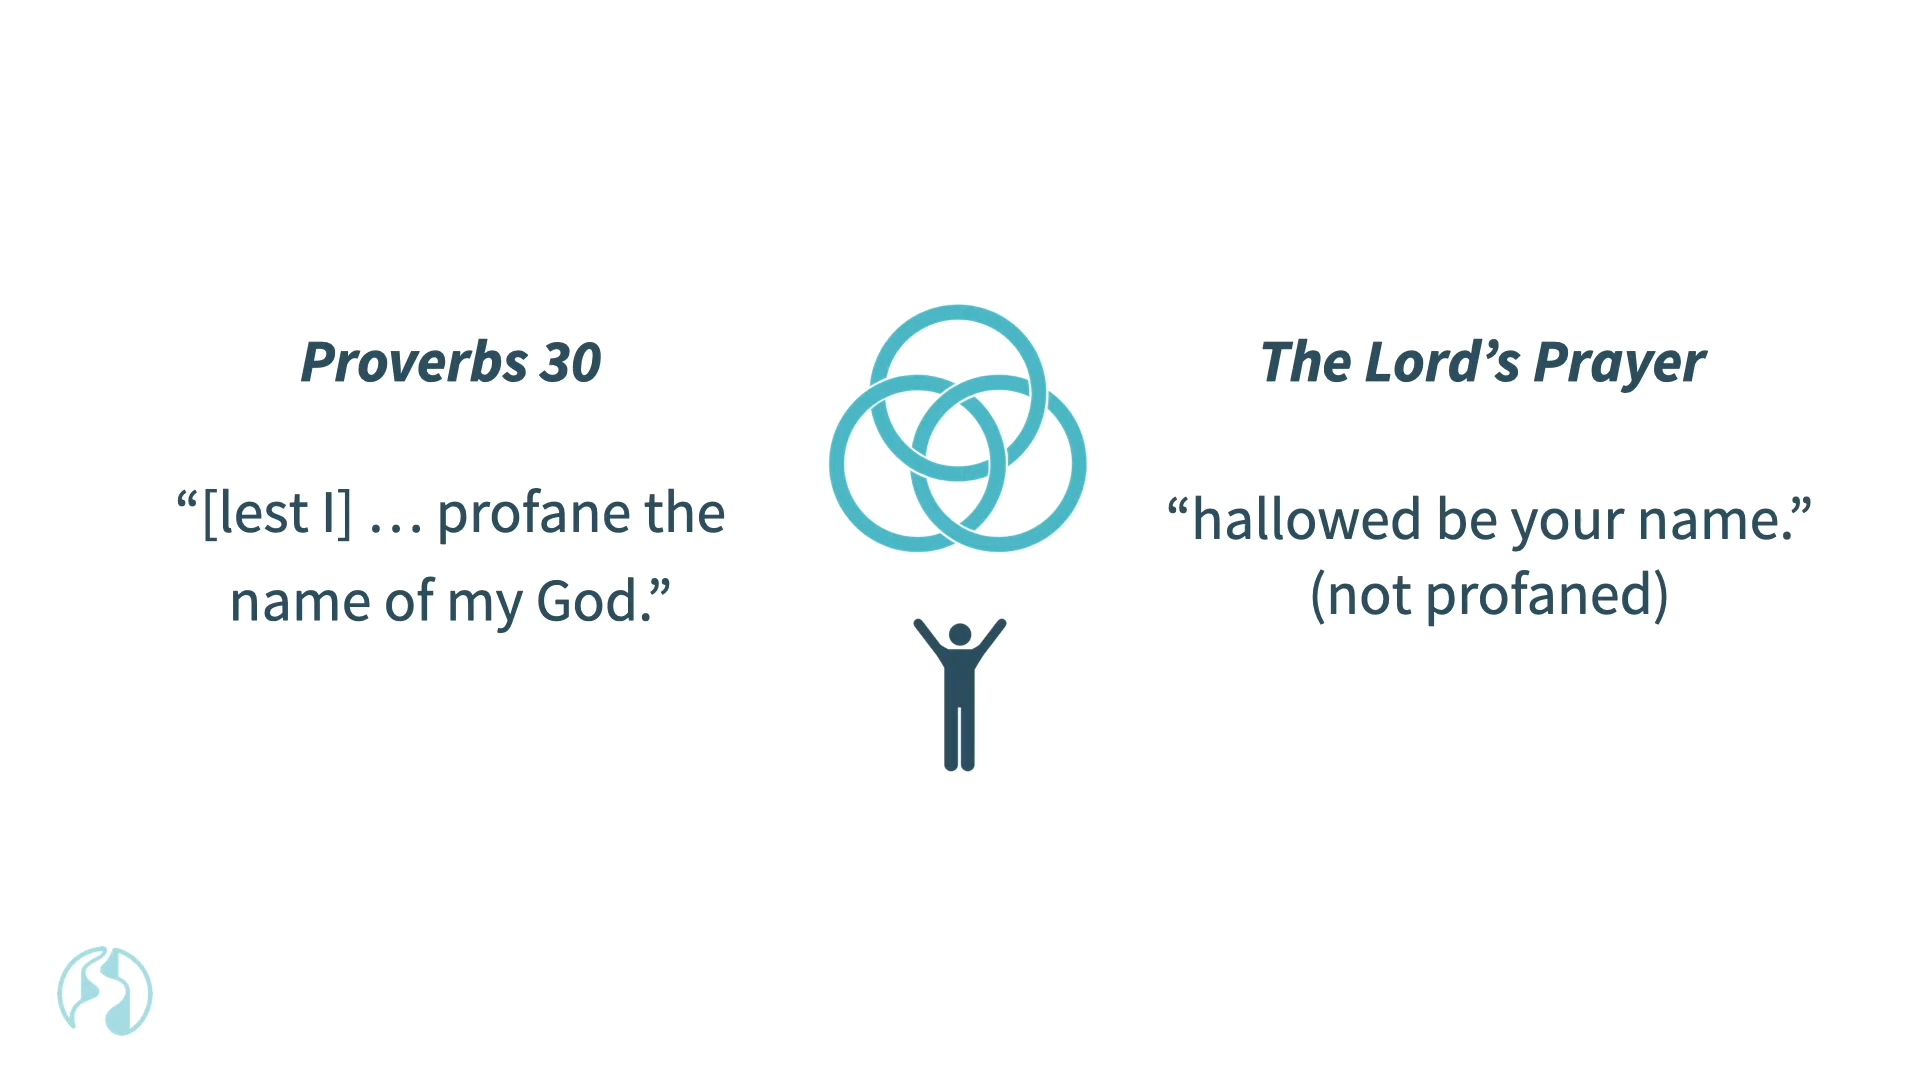 Proverbs 30
“[lest I] … profane the
name of my God.”
The Lord’s Prayer
“hallowed be your name.”
(not profaned)